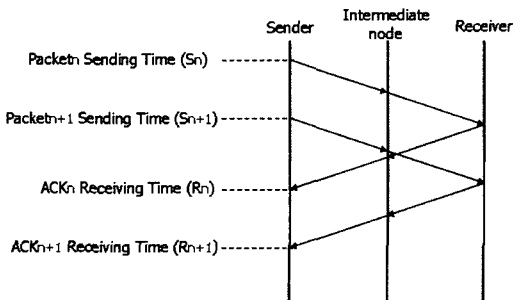 Sender
Intermediate
node
Receiver
Packetn Sending Time (Sn)
Packetn+1 Sending Time (Sn+1)
ACKn Receiving Time (Rn)
ACKn+1 Receiving Time (Rn+1)